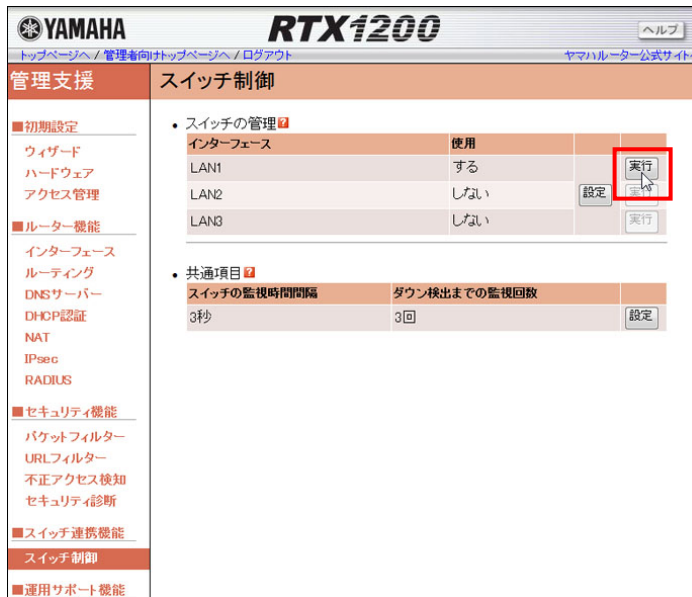 YAMAHA
RTX1200
ヘルプ
トップページへ / 管理者向けトップページへ / ログアウト
ヤマハルーター公式サイトへ
管理支援
スイッチ制御
■初期設定
ウィザード
ハードウェア
アクセス管理
■ルーター機能
インターフェース
ルーティング
DNSサーバー
DHCP認証
NAT
IPsec
RADIUS
■セキュリティ機能
パケットフィルター
URLフィルター
不正アクセス検知
セキュリティ診断
■スイッチ連携機能
スイッチ制御
■運用サポート機能
• スイッチの管理?
インターフェース 使用
LAN1 する 実行
LAN2 しない 設定 実行
LAN3 しない 実行
• 共通項目?
スイッチの監視時間間隔 ダウン検出までの監視回数
3秒 3回 設定